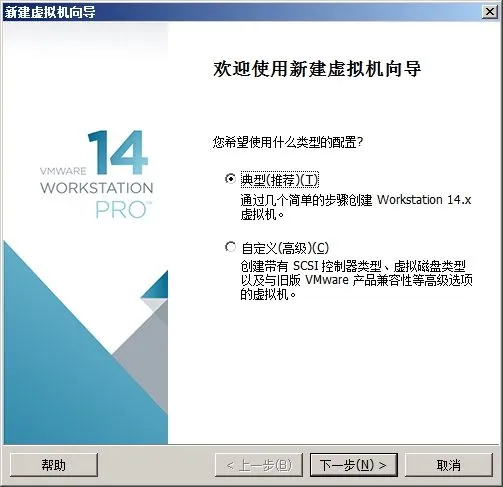 新建虚拟机向导
欢迎使用新建虚拟机向导
14
VMWARE
WORKSTATION
PRO™
您希望使用什么类型的配置?
典型(推荐)(T)
通过几个简单的步骤创建 Workstation 14.x
虚拟机。
自定义(高级)(C)
创建带有 SCSI 控制器类型、虚拟磁盘类型
以及与旧版 VMware 产品兼容性等高级选项
的虚拟机。
帮助
< 上一步(B)
下一步(N) >
取消